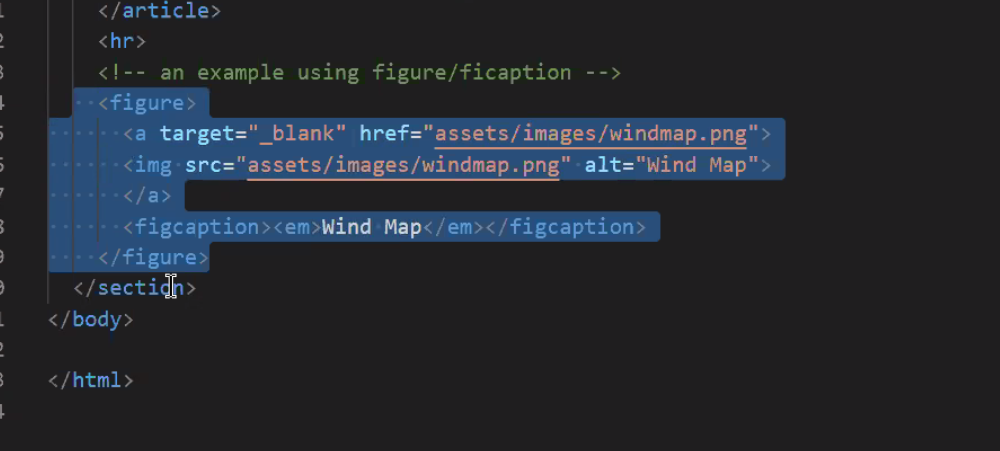 </article>
<hr>
<!-- an example using figure/ficaption -->
<figure>
<a target="_blank" href="assets/images/windmap.png">
<img src="assets/images/windmap.png" alt="Wind Map">
</a>
<figcaption><em>Wind Map</em></figcaption>
</figure>
</section>
</body>
</html>